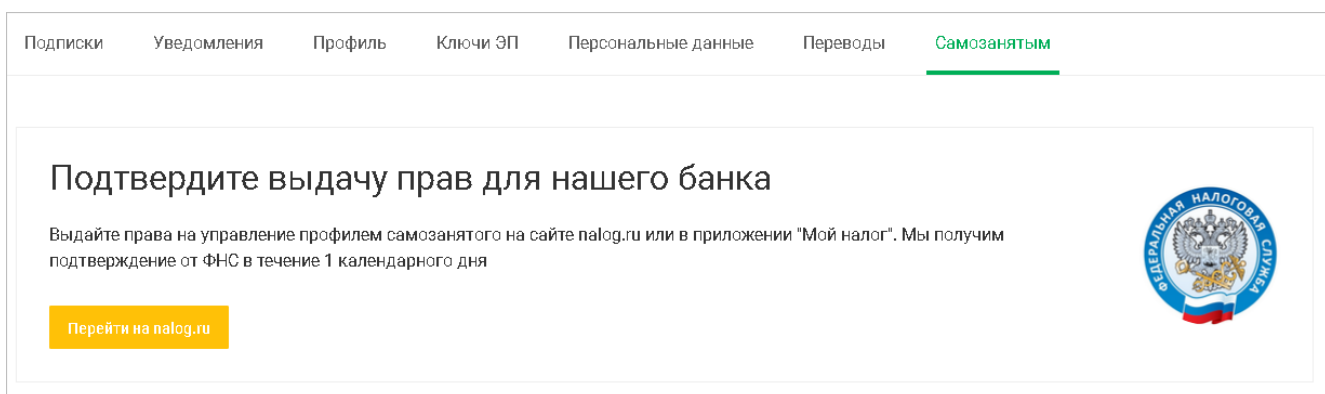 Подписки Уведомления Профиль Ключи ЭП Персональные данные Переводы Самозанятым
Подтвердите выдачу прав для нашего банка
Выдайте права на управление профилем самозанятого на сайте nalog.ru или в приложении "Мой налог". Мы получим
подтверждение от ФНС в течение 1 календарного дня
Перейти на nalog.ru
ФЕДЕРАЛЬНАЯ НАЛОГОВАЯ СЛУЖБА